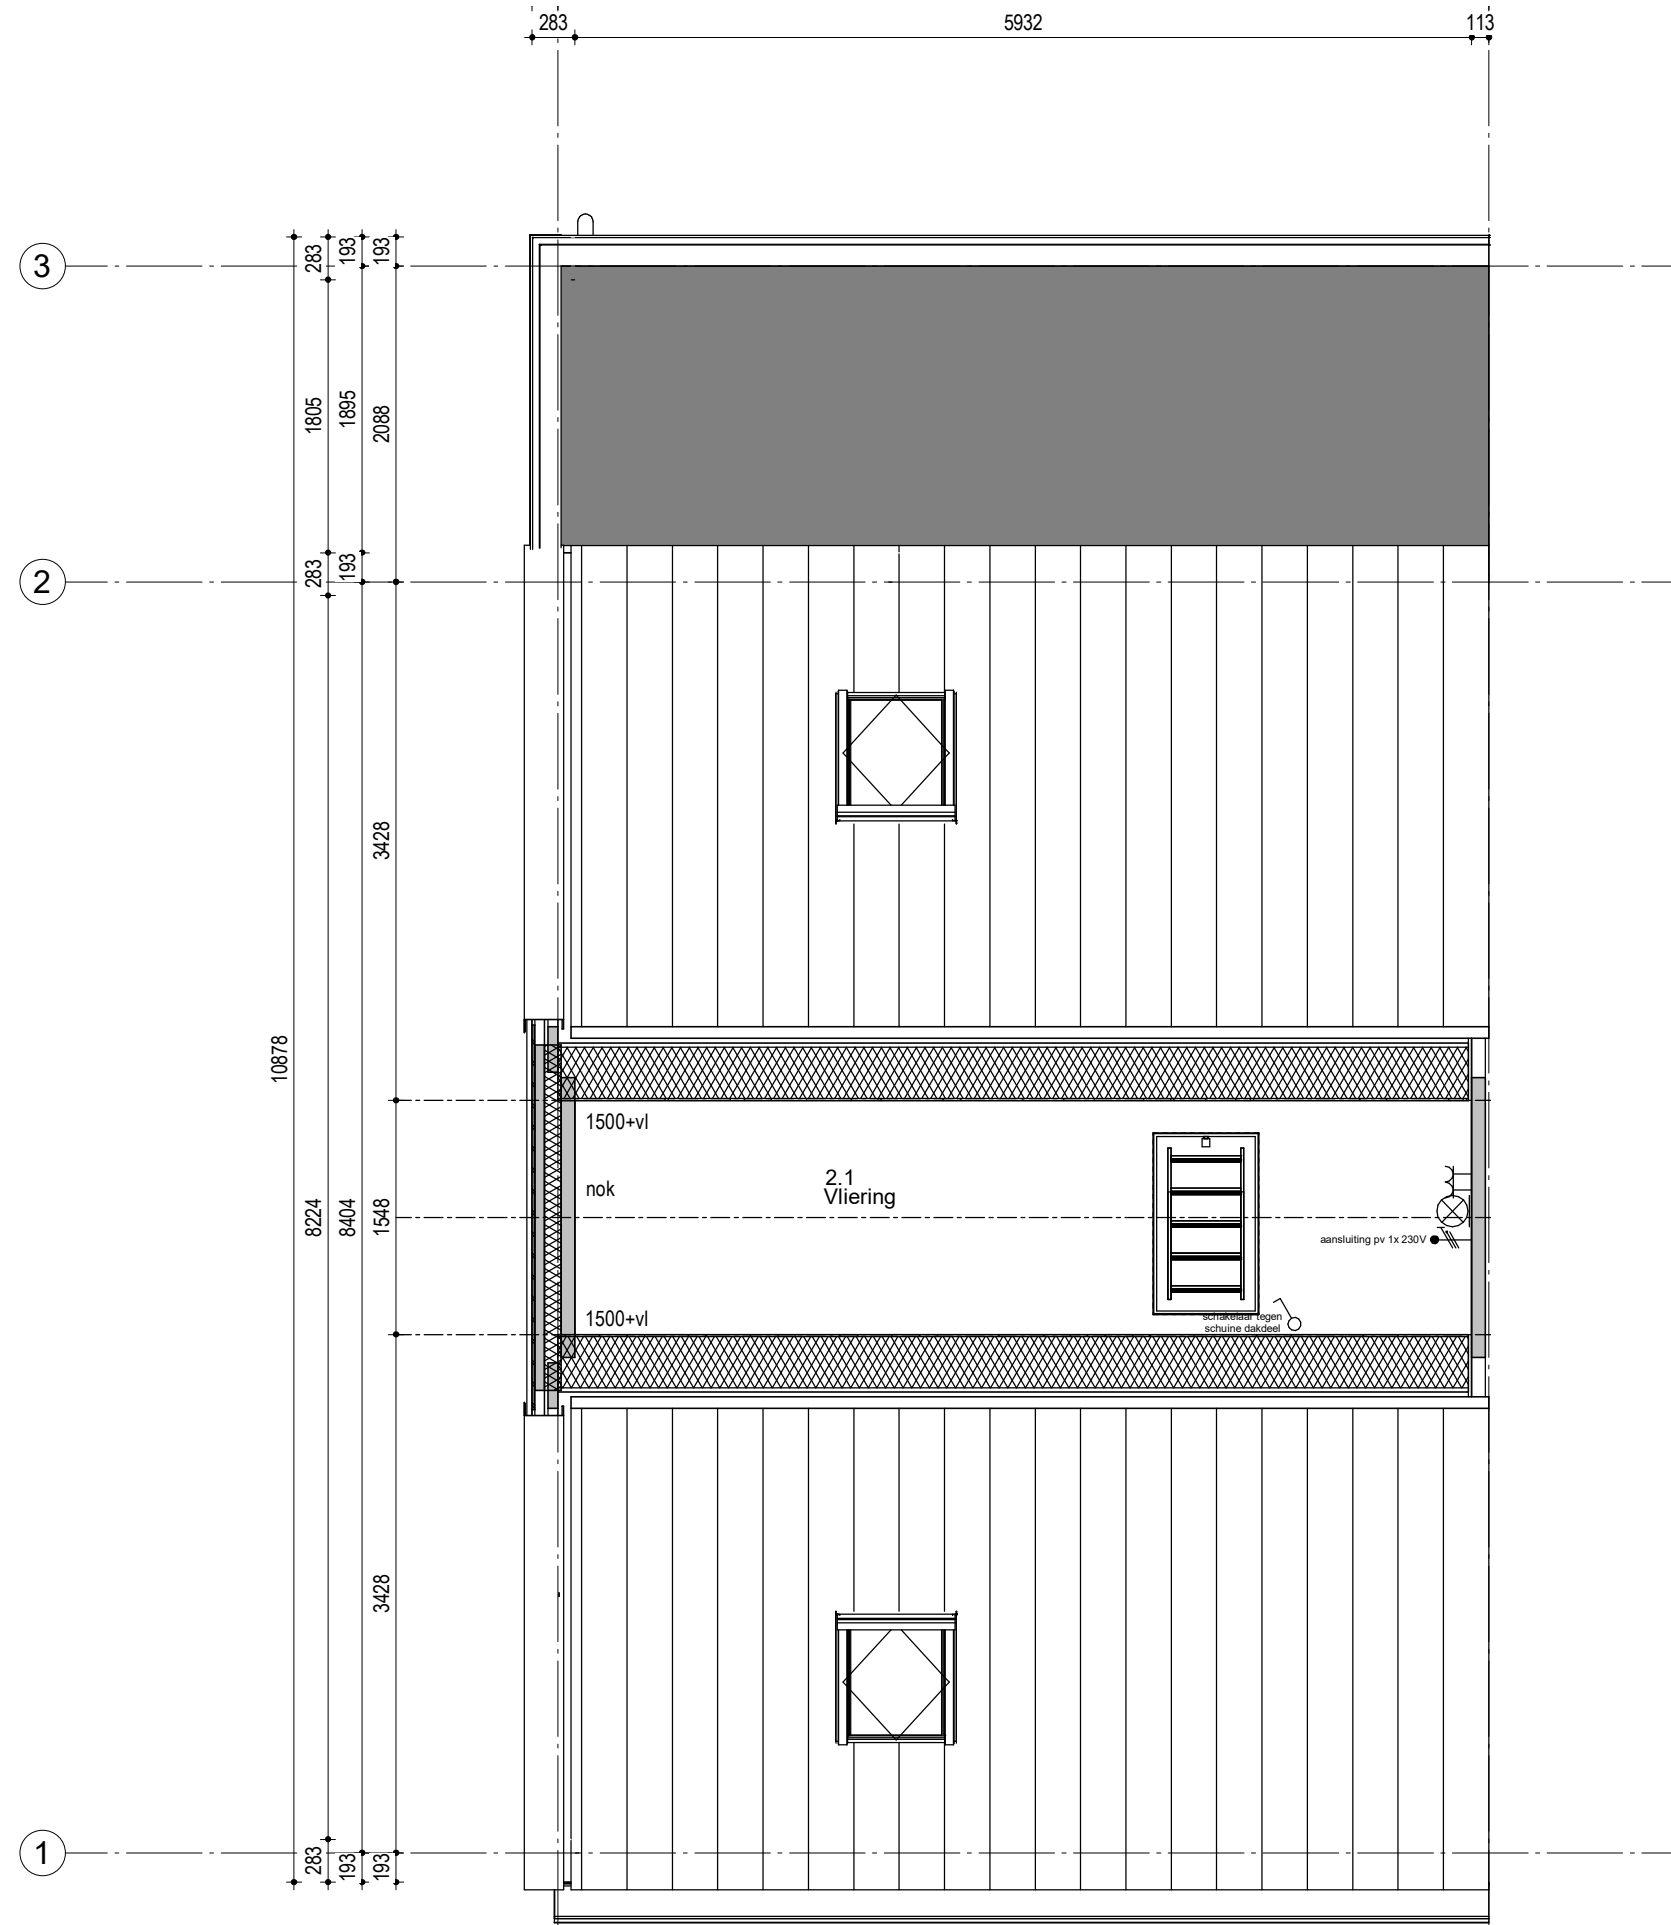 283 5932 113
3
283 193 193
1805 1895 2088
2
283 193
3428
10878
1500+vl
nok
2.1
Vliering
8224 8404 1548
aansluiting pv 1x 230V
1500+vl
schakelaar tegen
schuine dakdeel
3428
1
283 193 193